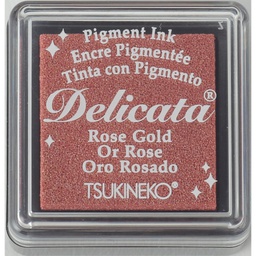 Pigment Ink
Encre Pigmentée
Tinta con Pigmento
Delicata®
Rose Gold
Or Rose
Oro Rosado
TSUKINEKO®